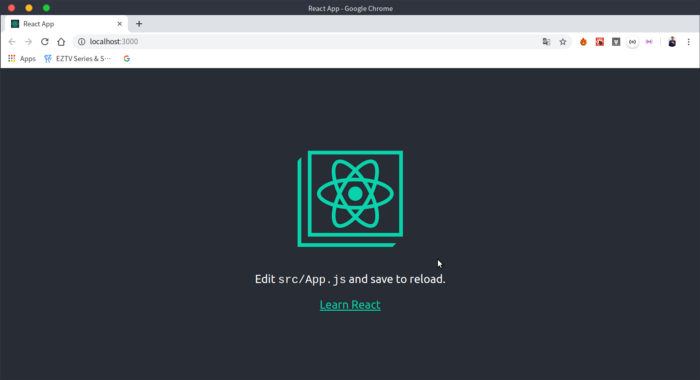 React App - Google Chrome
React App
localhost:3000
Apps
EZTV Series & S···
Edit src/App.js and save to reload.
Learn React